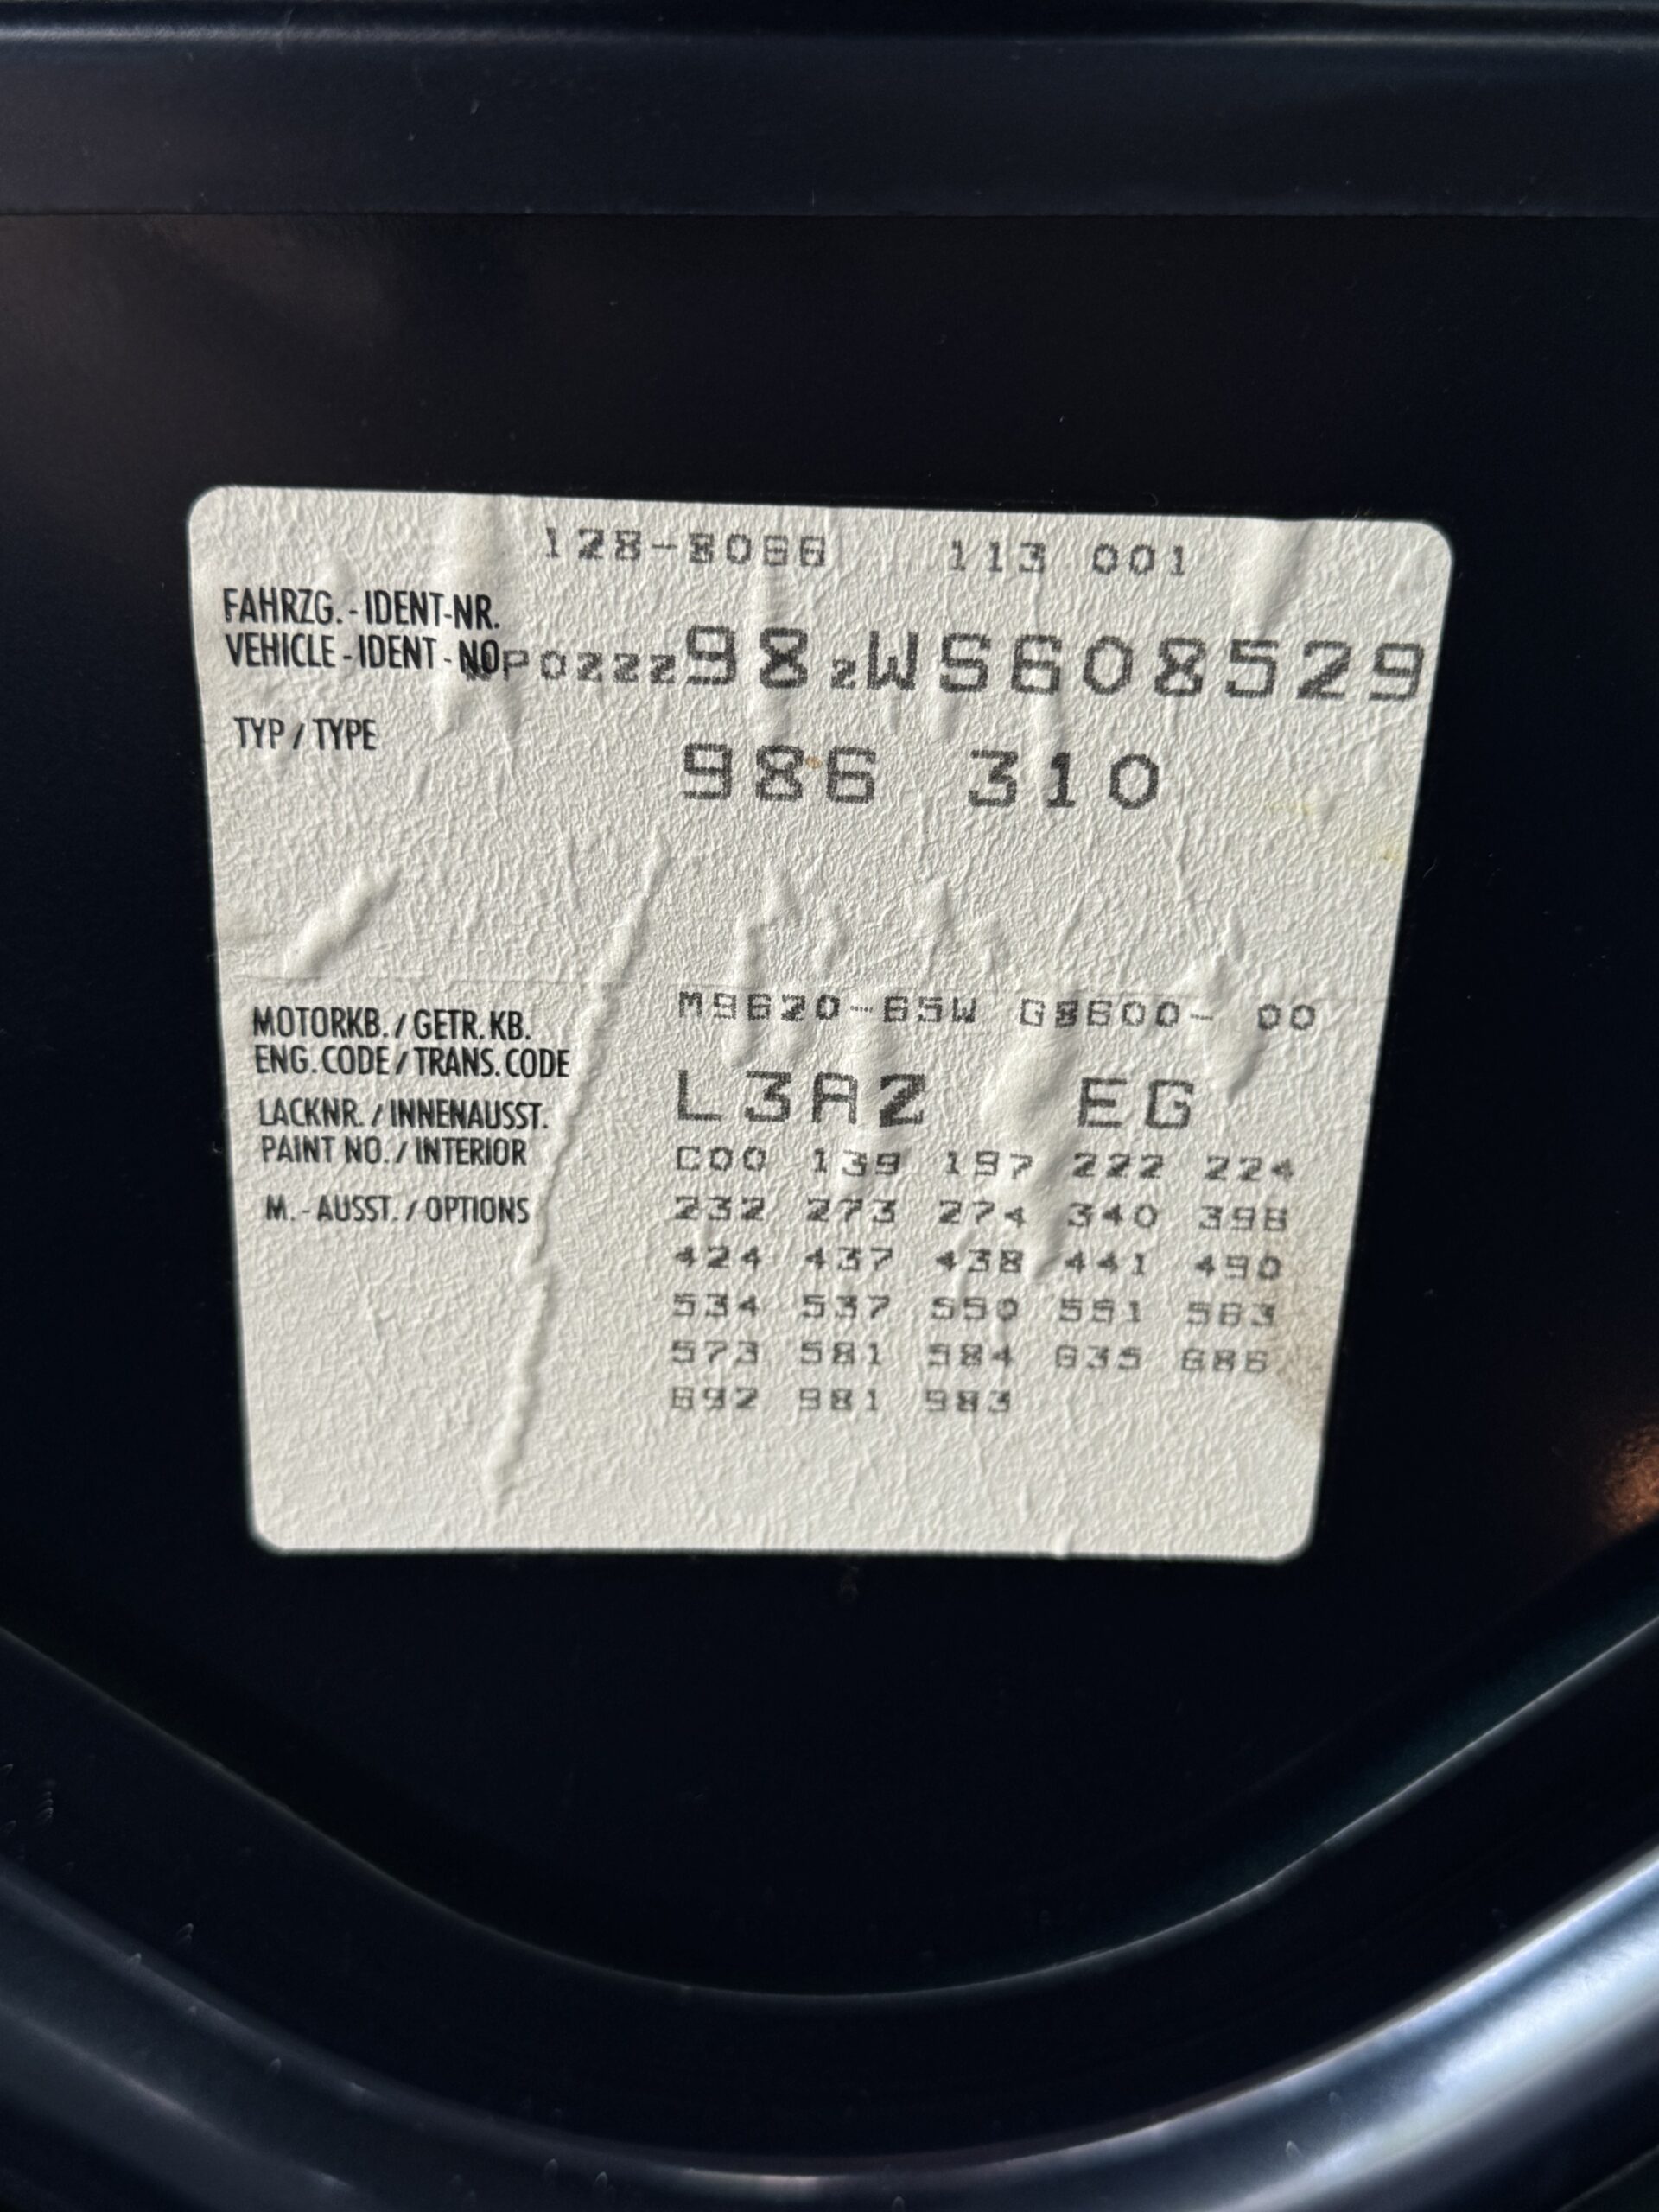 128-8086 113 001
FAHRZG.-IDENT-NR.
VEHICLE-IDENT-NO WP0ZZZ98ZWS608529
TYP / TYPE
986 310
M9620-65W G8600- 00
MOTORKB./GETR.KB.
ENG.CODE/TRANS.CODE
L3AZ EG
LACKNR./INNENAUSST.
PAINT NO./INTERIOR
C00 139 197 222 224
M.-AUSST./OPTIONS
232 273 274 340 398
424 437 438 441 490
534 537 550 551 563
573 581 584 635 686
692 981 983